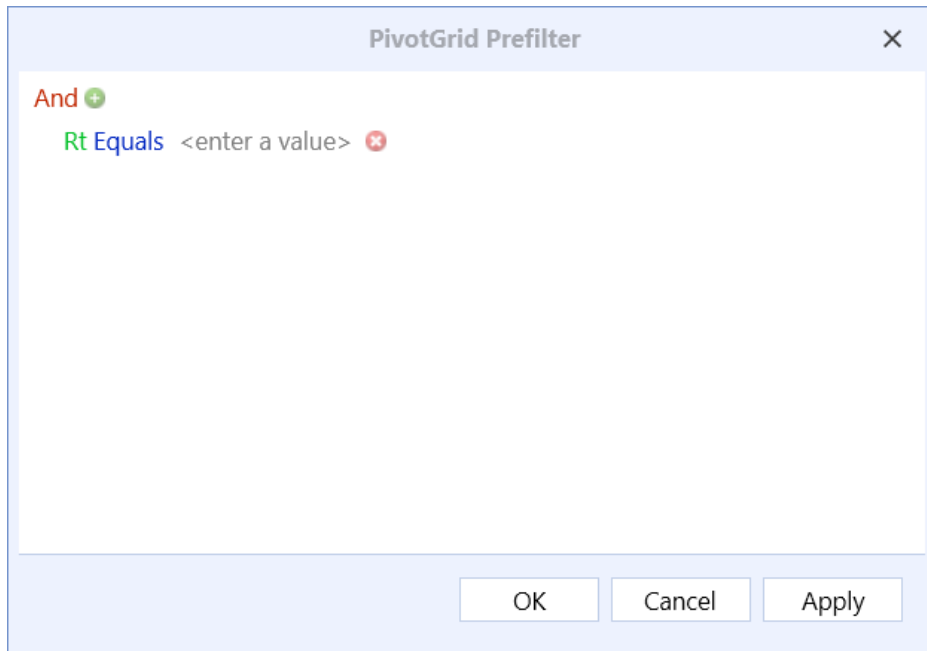 PivotGrid Prefilter
And
Rt Equals <enter a value>
OK Cancel Apply